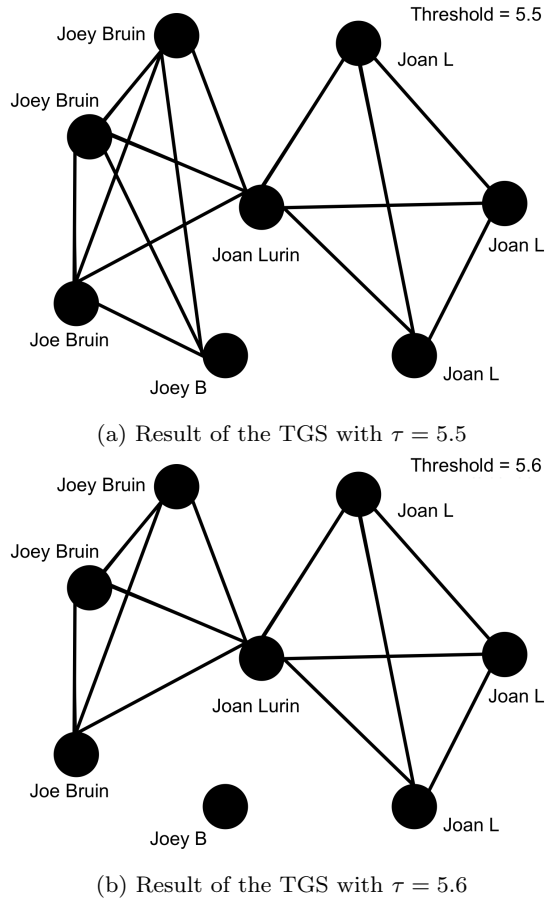 Threshold = 5.5
Joey Bruin
Joan L
Joey Bruin
Joan L
Joan Lurin
Joe Bruin
Joan L
Joey B
(a) Result of the TGS with τ = 5.5
Threshold = 5.6
Joey Bruin
Joan L
Joey Bruin
Joan L
Joan Lurin
Joe Bruin
Joan L
Joey B
(b) Result of the TGS with τ = 5.6